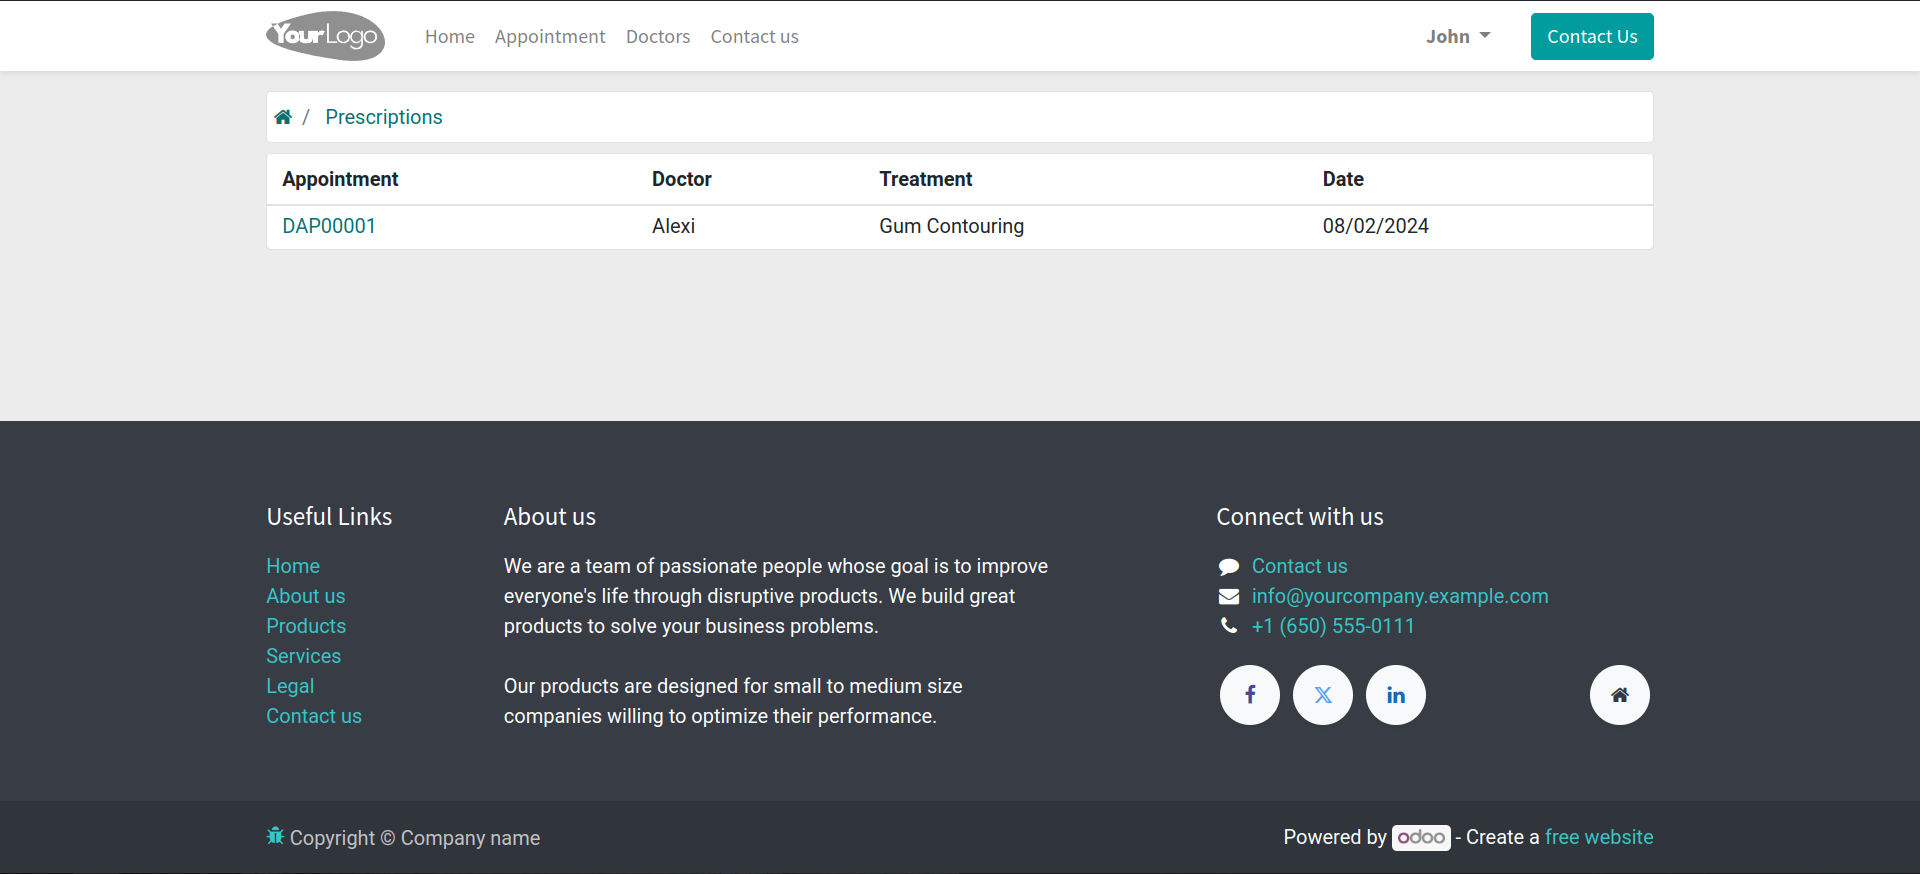 YourLogo Home Appointment Doctors Contact us John Contact Us
/ Prescriptions
Appointment Doctor Treatment Date
DAP00001 Alexi Gum Contouring 08/02/2024
Useful Links
Home
About us
Products
Services
Legal
Contact us
About us
We are a team of passionate people whose goal is to improve
everyone's life through disruptive products. We build great
products to solve your business problems.
Our products are designed for small to medium size
companies willing to optimize their performance.
Connect with us
Contact us
info@yourcompany.example.com
+1 (650) 555-0111
f X in
Copyright © Company name
Powered by odoo - Create a free website